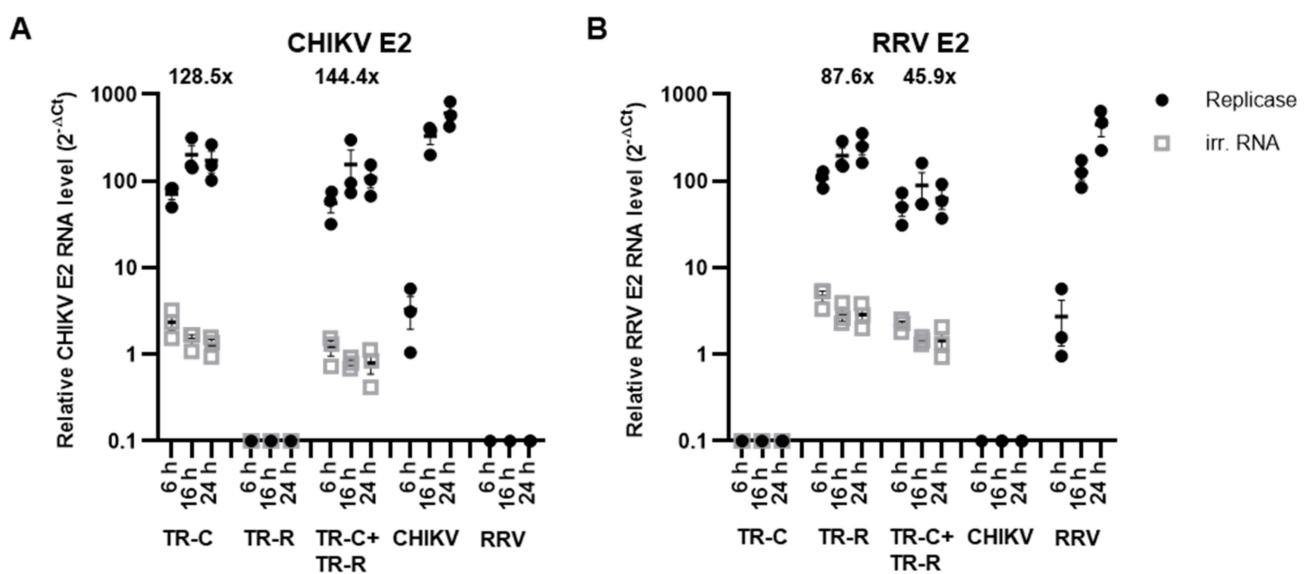 A
CHIKV E2
128.5x 144.4x
Relative CHIKV E2 RNA level (2^-ΔCt)
1000
100
10
1
0.1
6 h 16 h 24 h 6 h 16 h 24 h 6 h 16 h 24 h 6 h 16 h 24 h 6 h 16 h 24 h
TR-C TR-R TR-C+ CHIKV RRV
TR-R
B
RRV E2
87.6x 45.9x
Relative RRV E2 RNA level (2^-ΔCt)
1000
100
10
1
0.1
6 h 16 h 24 h 6 h 16 h 24 h 6 h 16 h 24 h 6 h 16 h 24 h 6 h 16 h 24 h
TR-C TR-R TR-C+ CHIKV RRV
TR-R
Replicase
irr. RNA